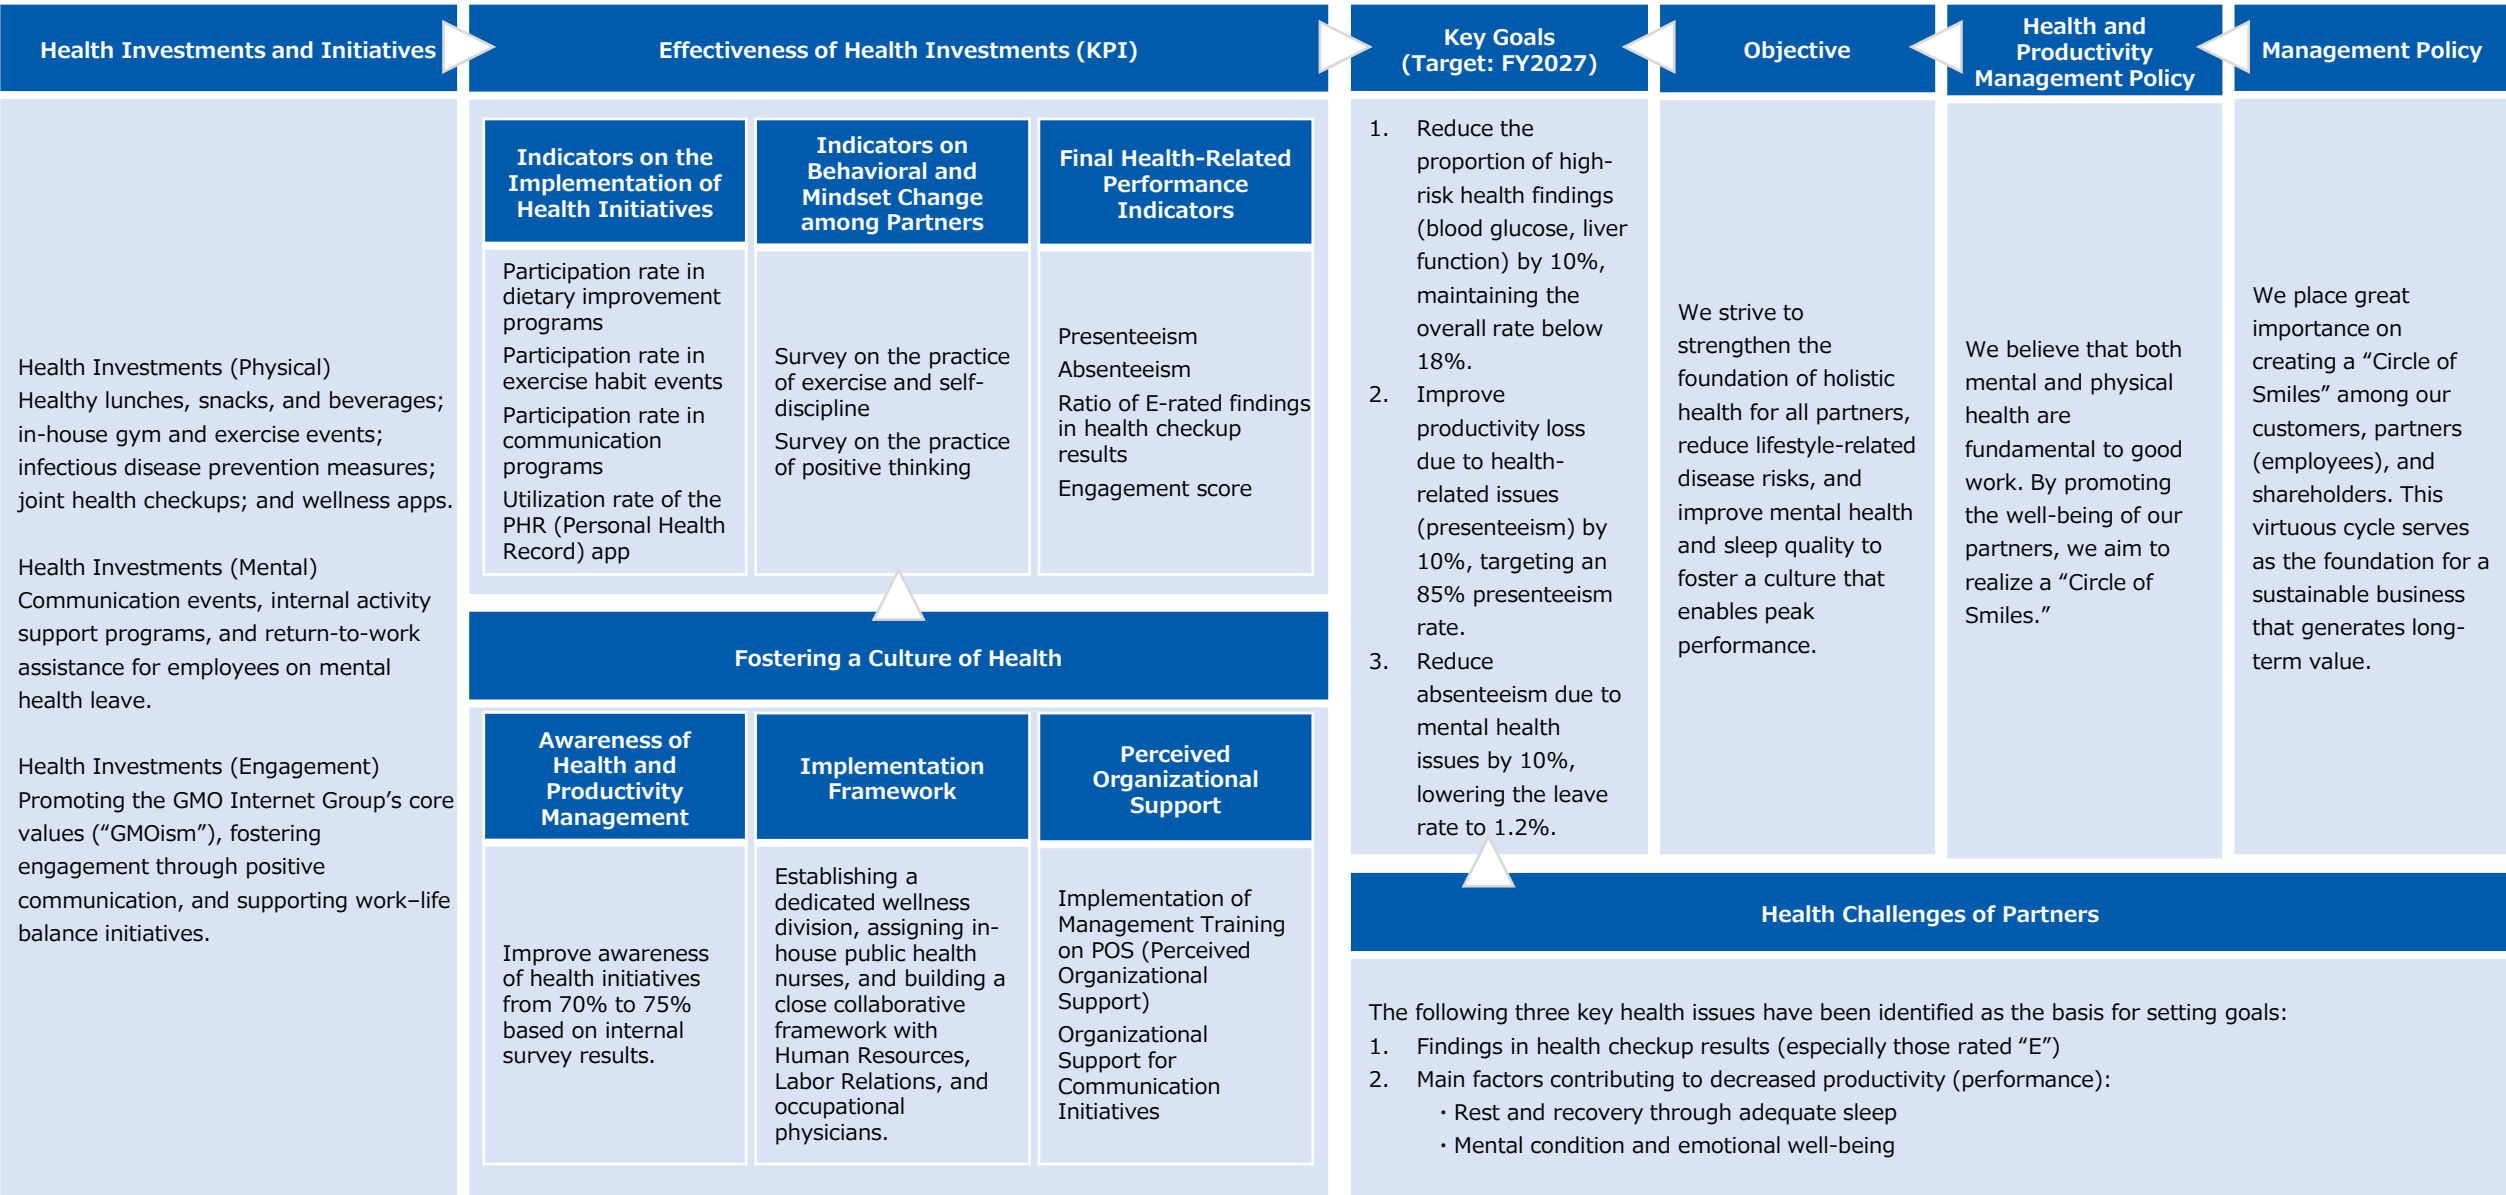 Health Investments and Initiatives
Health Investments (Physical)
Healthy lunches, snacks, and beverages;
in-house gym and exercise events;
infectious disease prevention measures;
joint health checkups; and wellness apps.
Health Investments (Mental)
Communication events, internal activity
support programs, and return-to-work
assistance for employees on mental
health leave.
Health Investments (Engagement)
Promoting the GMO Internet Group’s core
values (“GMOism”), fostering
engagement through positive
communication, and supporting work–life
balance initiatives.
Effectiveness of Health Investments (KPI)
Indicators on the
Implementation of
Health Initiatives
Participation rate in
dietary improvement
programs
Participation rate in
exercise habit events
Participation rate in
communication
programs
Utilization rate of the
PHR (Personal Health
Record) app
Indicators on
Behavioral and
Mindset Change
among Partners
Survey on the practice
of exercise and self-
discipline
Survey on the practice
of positive thinking
Final Health-Related
Performance
Indicators
Presenteeism
Absenteeism
Ratio of E-rated findings
in health checkup
results
Engagement score
Fostering a Culture of Health
Awareness of
Health and
Productivity
Management
Improve awareness
of health initiatives
from 70% to 75%
based on internal
survey results.
Implementation
Framework
Establishing a
dedicated wellness
division, assigning in-
house public health
nurses, and building a
close collaborative
framework with
Human Resources,
Labor Relations, and
occupational
physicians.
Perceived
Organizational
Support
Implementation of
Management Training
on POS (Perceived
Organizational
Support)
Organizational
Support for
Communication
Initiatives
Key Goals
(Target: FY2027)
1. Reduce the
proportion of high-
risk health findings
(blood glucose, liver
function) by 10%,
maintaining the
overall rate below
18%.
2. Improve
productivity loss
due to health-
related issues
(presenteeism) by
10%, targeting an
85% presenteeism
rate.
3. Reduce
absenteeism due to
mental health
issues by 10%,
lowering the leave
rate to 1.2%.
Objective
We strive to
strengthen the
foundation of holistic
health for all partners,
reduce lifestyle-related
disease risks, and
improve mental health
and sleep quality to
foster a culture that
enables peak
performance.
Health and
Productivity
Management Policy
We believe that both
mental and physical
health are
fundamental to good
work. By promoting
the well-being of our
partners, we aim to
realize a “Circle of
Smiles.”
Management Policy
We place great
importance on
creating a “Circle of
Smiles” among our
customers, partners
(employees), and
shareholders. This
virtuous cycle serves
as the foundation for a
sustainable business
that generates long-
term value.
Health Challenges of Partners
The following three key health issues have been identified as the basis for setting goals:
1. Findings in health checkup results (especially those rated “E”)
2. Main factors contributing to decreased productivity (performance):
・Rest and recovery through adequate sleep
・Mental condition and emotional well-being